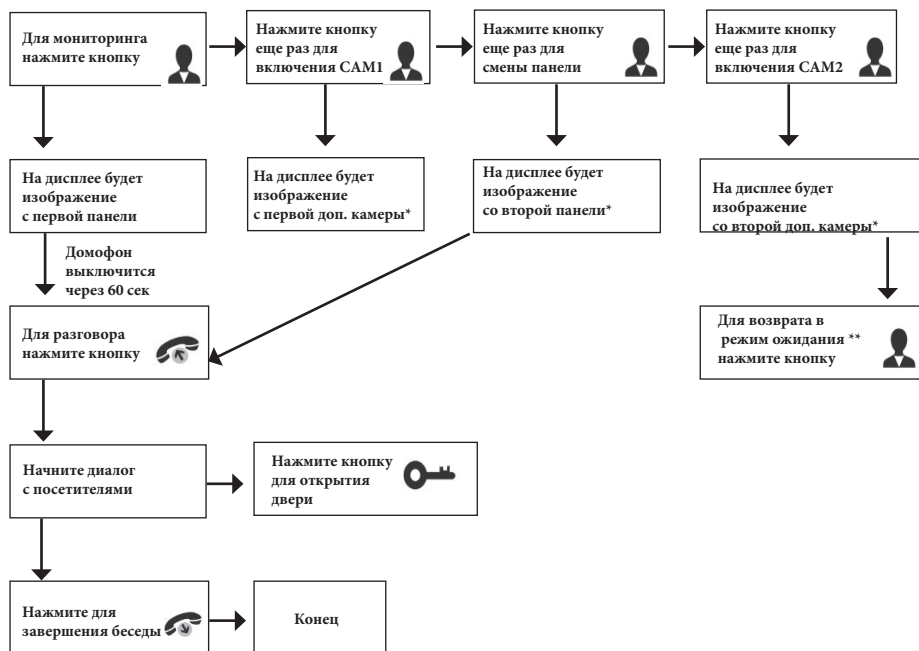 Для мониторинга
нажмите кнопку
Нажмите кнопку
еще раз для
включения CAM1
Нажмите кнопку
еще раз для
смены панели
Нажмите кнопку
еще раз для
включения CAM2
На дисплее будет
изображение
с первой панели
На дисплее будет
изображение
с первой доп. камеры*
На дисплее будет
изображение
со второй панели*
На дисплее будет
изображение
со второй доп. камеры*
Домофон
выключится
через 60 сек
Для разговора
нажмите кнопку
Для возврата в
режим ожидания **
нажмите кнопку
Начните диалог
с посетителями
Нажмите кнопку
для открытия
двери
Нажмите для
завершения беседы
Конец